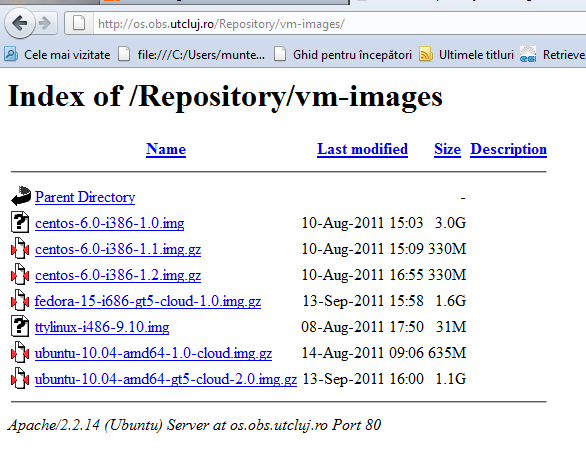 http://os.obs.utcluj.ro/Repository/vm-images/
Cele mai vizitate file:///C:/Users/munte... Ghid pentru începători Ultimele titluri Retrieve
Index of /Repository/vm-images
Name Last modified Size Description
Parent Directory -
centos-6.0-i386-1.0.img 10-Aug-2011 15:03 3.0G
centos-6.0-i386-1.1.img.gz 10-Aug-2011 15:09 330M
centos-6.0-i386-1.2.img.gz 10-Aug-2011 16:55 330M
fedora-15-i686-gt5-cloud-1.0.img.gz 13-Sep-2011 15:58 1.6G
ttylinux-i486-9.10.img 08-Aug-2011 17:50 31M
ubuntu-10.04-amd64-1.0-cloud.img.gz 14-Aug-2011 09:06 635M
ubuntu-10.04-amd64-gt5-cloud-2.0.img.gz 13-Sep-2011 16:00 1.1G
Apache/2.2.14 (Ubuntu) Server at os.obs.utcluj.ro Port 80